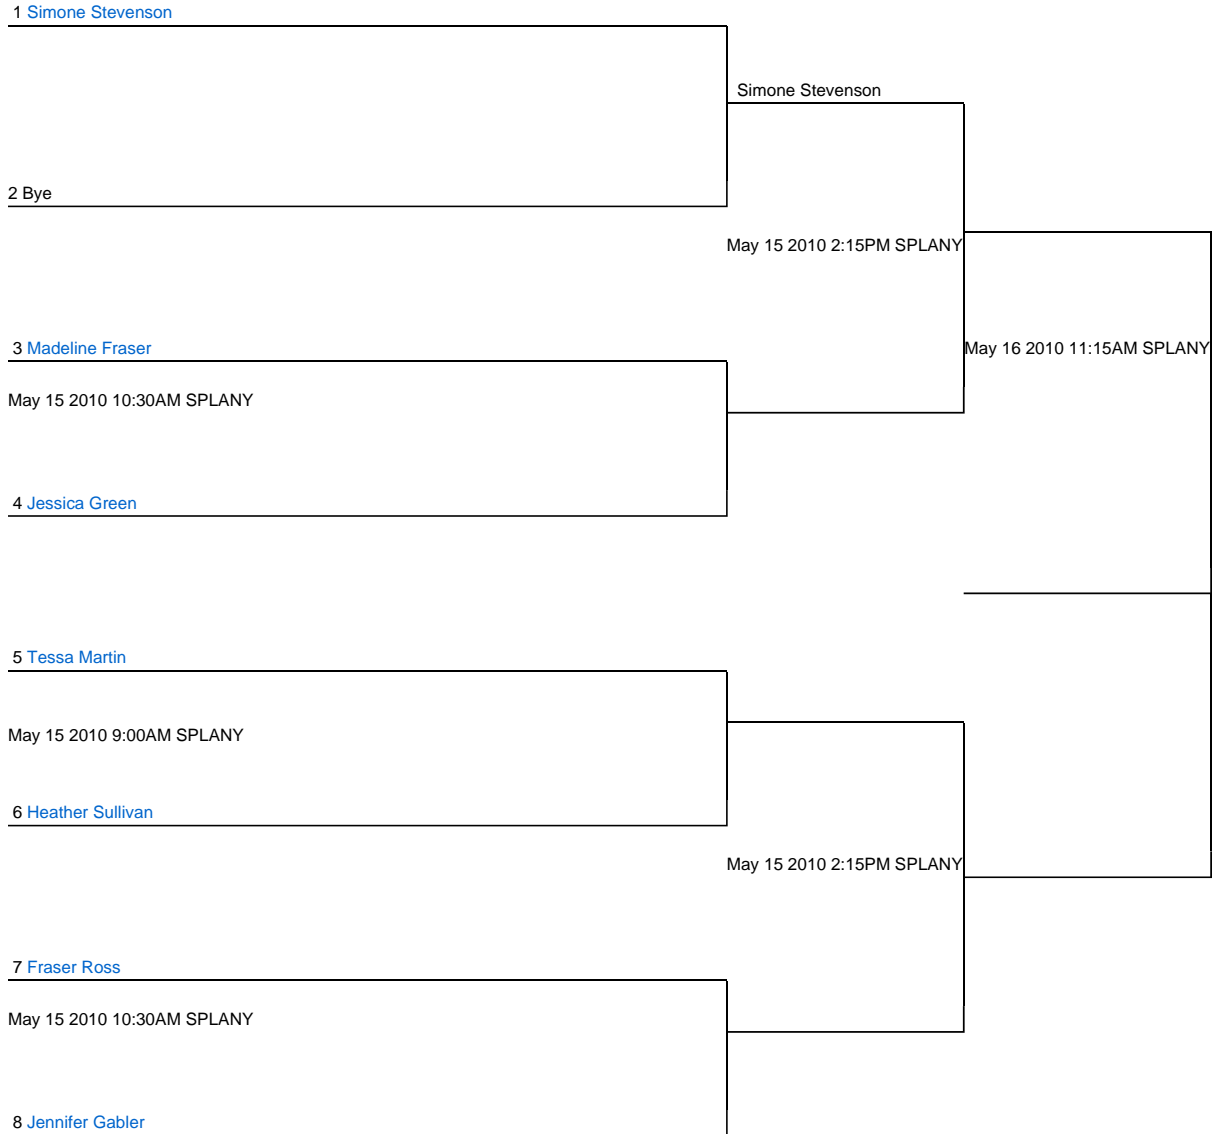 1 Simone Stevenson
Simone Stevenson
2 Bye
May 15 2010 2:15PM SPLANY
3 Madeline Fraser
May 16 2010 11:15AM SPLANY
May 15 2010 10:30AM SPLANY
4 Jessica Green
5 Tessa Martin
May 15 2010 9:00AM SPLANY
6 Heather Sullivan
May 15 2010 2:15PM SPLANY
7 Fraser Ross
May 15 2010 10:30AM SPLANY
8 Jennifer Gabler